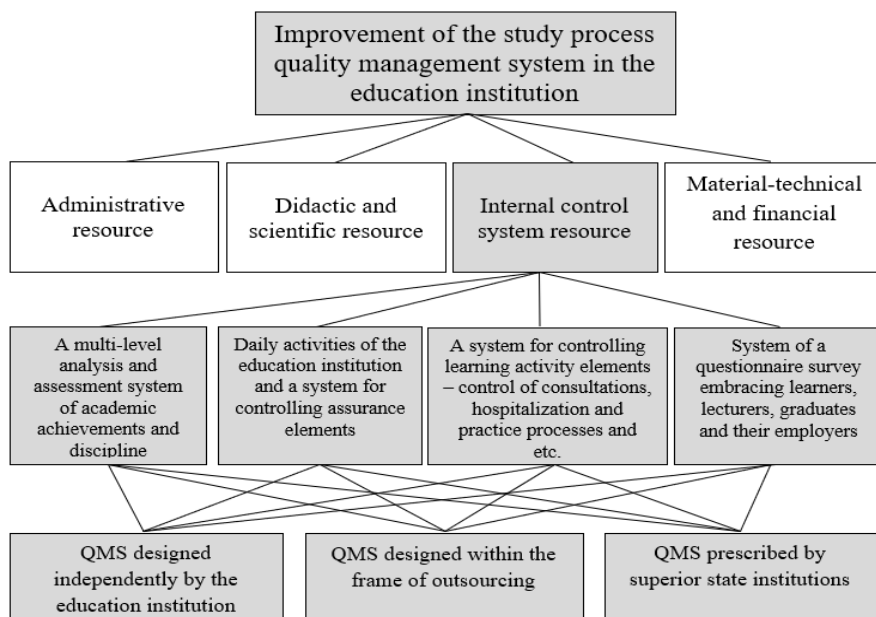 Improvement of the study process
quality management system in the
education institution
Administrative
resource
Didactic and
scientific resource
Internal control
system resource
Material-technical
and financial
resource
A multi-level
analysis and
assessment system
of academic
achievements and
discipline
Daily activities of the
education institution
and a system for
controlling assurance
elements
A system for controlling
learning activity elements
– control of consultations,
hospitalization and
practice processes and
etc.
System of a
questionnaire survey
embracing learners,
lecturers, graduates
and their employers
QMS designed
independently by the
education institution
QMS designed within the
frame of outsourcing
QMS prescribed by
superior state institutions